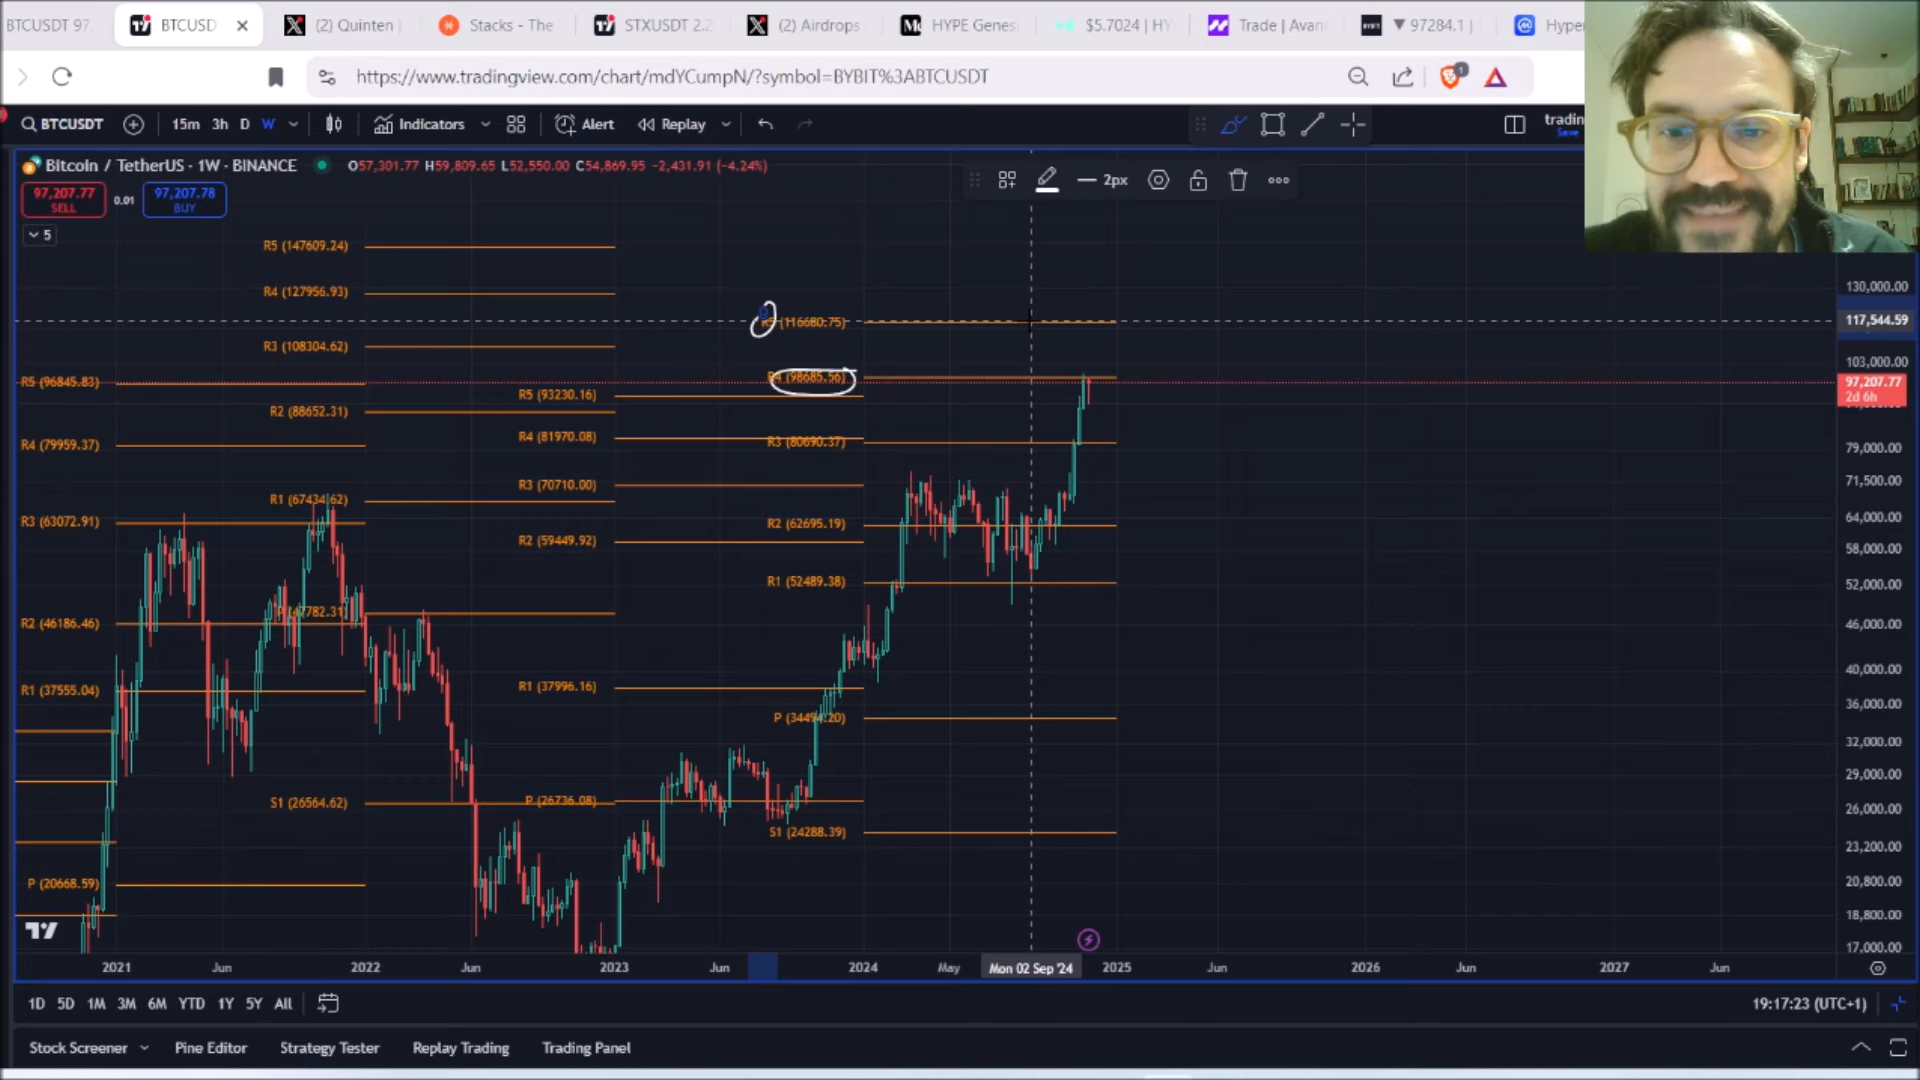 BTCUSDT 97
BTCUSD
(2) Quinten |
Stacks - The
STXUSDT 2.2
(2) Airdrops
HYPE Genes
$5.7024 | HY
Trade | Avan
▼ 97284.1 |
Hyper
https://www.tradingview.com/chart/mdYCumpN/?symbol=BYBIT%3ABTCUSDT
1
BTCUSDT
15m 3h D W
Indicators
Alert
Replay
tradin
Save
Bitcoin / TetherUS · 1W · BINANCE
O57,301.77 H59,809.65 L52,550.00 C54,869.95 −2,431.91 (−4.24%)
2px
97,207.77
SELL
0.01
97,207.78
BUY
5
R5 (147609.24)
R4 (127956.93)
130,000.00
R5 (116680.75)
117,544.59
R3 (108304.62)
103,000.00
R5 (96845.83)
R4 (98685.56)
97,207.77
2d 6h
R5 (93230.16)
R2 (88652.31)
R4 (81970.08)
R3 (80690.37)
R4 (79959.37)
79,000.00
71,500.00
R3 (70710.00)
R1 (67434.62)
64,000.00
R3 (63072.91)
R2 (62695.19)
R2 (59449.92)
58,000.00
R1 (52489.38)
52,000.00
P (47782.31)
R2 (46186.46)
46,000.00
40,000.00
R1 (37555.04)
R1 (37996.16)
36,000.00
P (34494.20)
32,000.00
29,000.00
S1 (26564.62)
P (26736.08)
26,000.00
S1 (24288.39)
23,200.00
P (20668.59)
20,800.00
18,800.00
17,000.00
2021 Jun 2022 Jun 2023 Jun 2024 May Mon 02 Sep '24 2025 Jun 2026 Jun 2027 Jun
1D 5D 1M 3M 6M YTD 1Y 5Y All
19:17:23 (UTC+1)
Stock Screener
Pine Editor
Strategy Tester
Replay Trading
Trading Panel